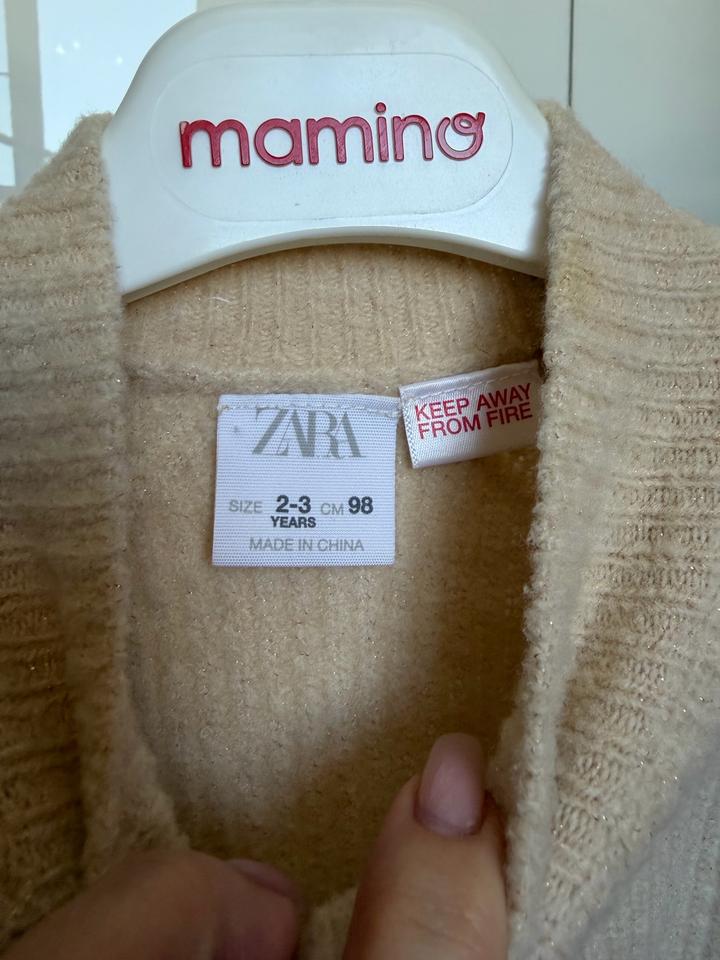 mamino
ZARA
SIZE 2-3 CM 98
YEARS
MADE IN CHINA
KEEP AWAY
FROM FIRE